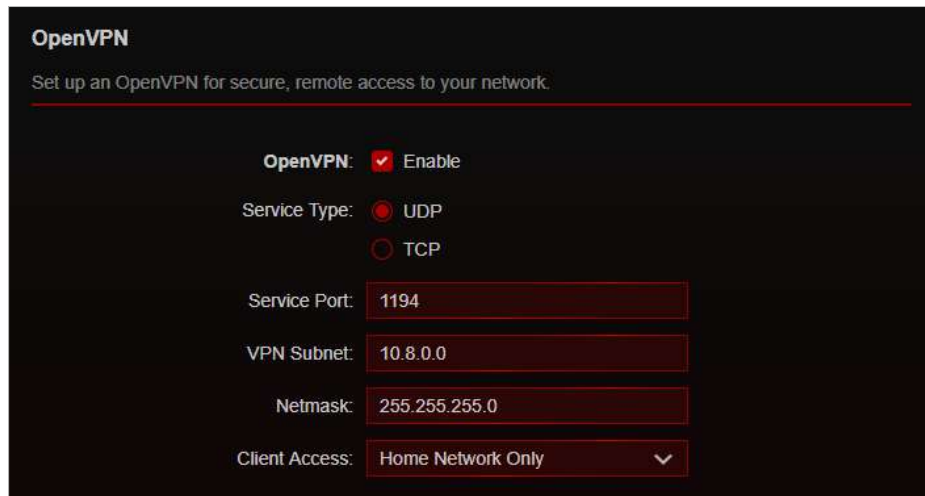 OpenVPN
Set up an OpenVPN for secure, remote access to your network.
OpenVPN: Enable
Service Type: UDP
TCP
Service Port: 1194
VPN Subnet: 10.8.0.0
Netmask: 255.255.255.0
Client Access: Home Network Only